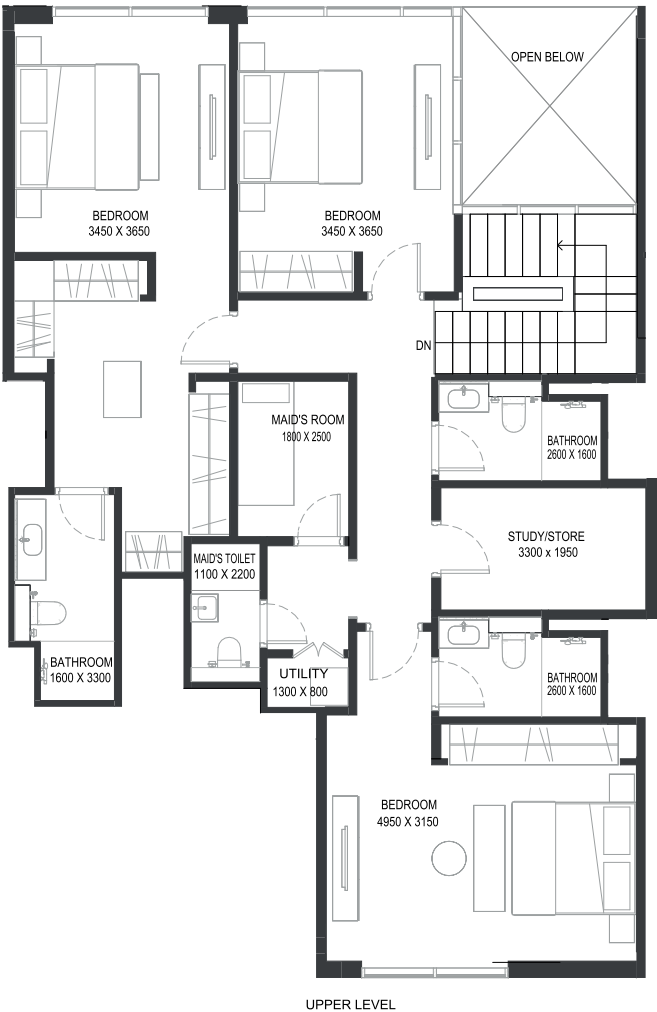 OPEN BELOW
BEDROOM
3450 X 3650
BEDROOM
3450 X 3650
DN
MAID'S ROOM
1800 X 2500
BATHROOM
2600 X 1600
STUDY/STORE
3300 x 1950
MAID'S TOILET
1100 X 2200
BATHROOM
1600 X 3300
UTILITY
1300 X 800
BATHROOM
2600 X 1600
BEDROOM
4950 X 3150
UPPER LEVEL